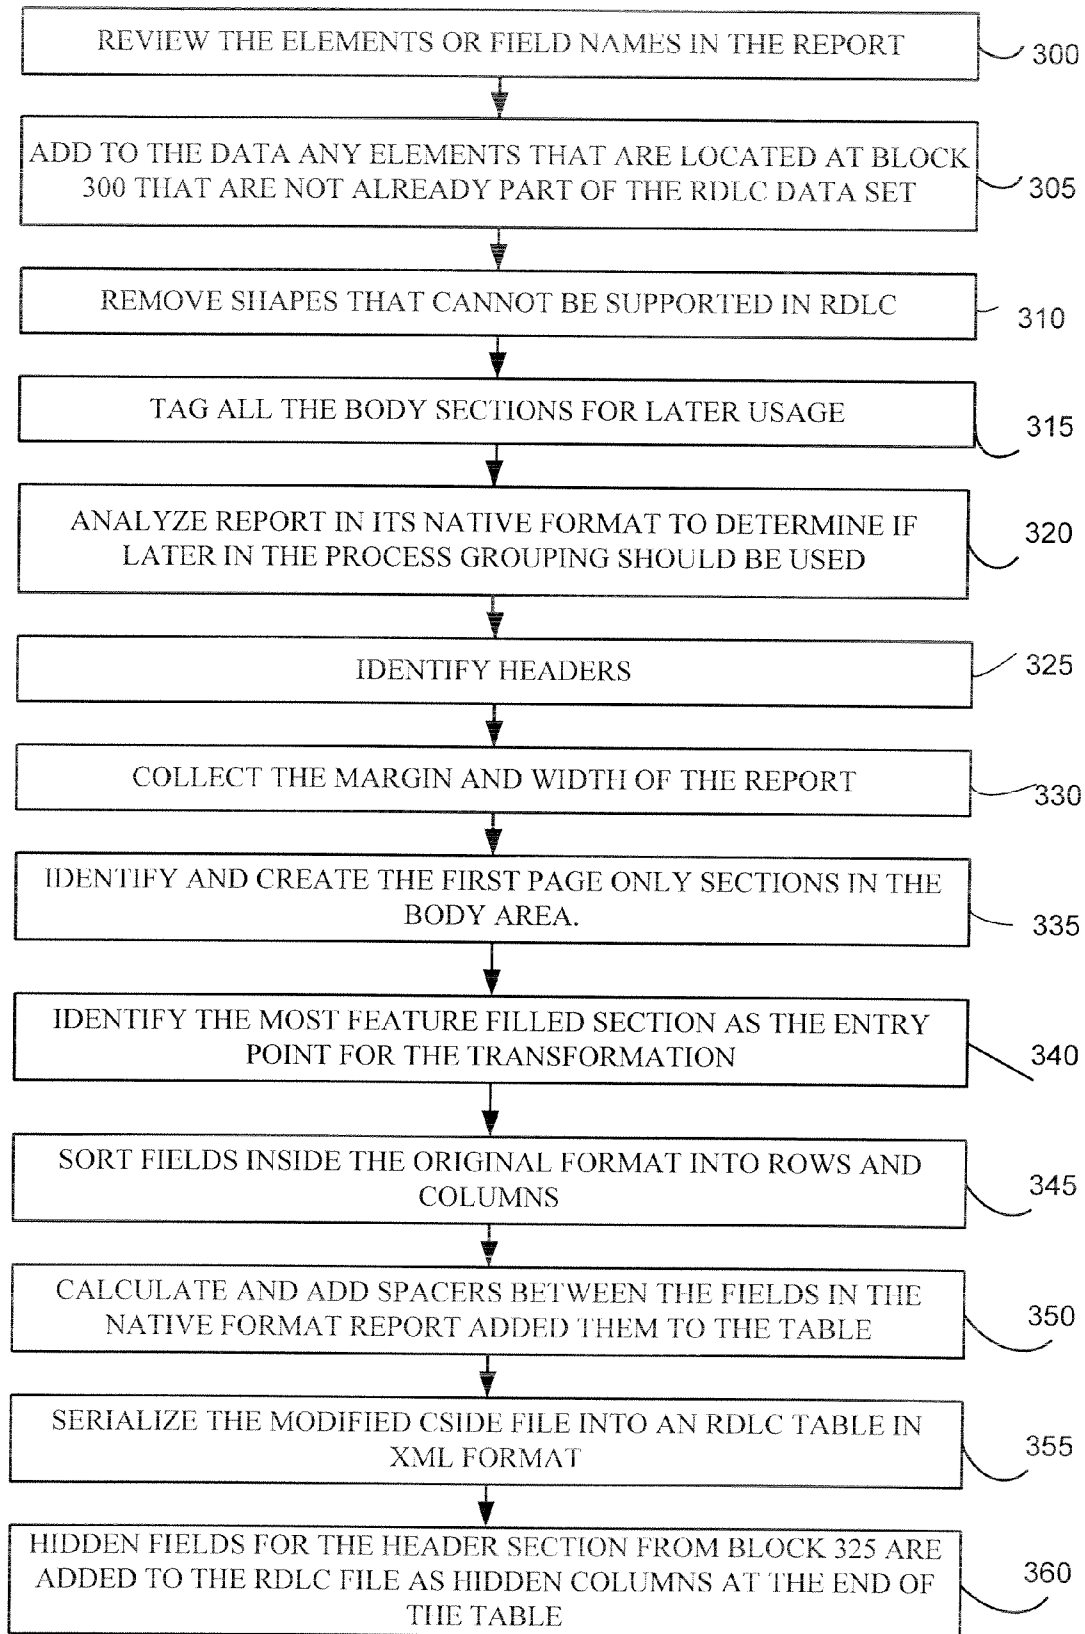 REVIEW THE ELEMENTS OR FIELD NAMES IN THE REPORT
300
ADD TO THE DATA ANY ELEMENTS THAT ARE LOCATED AT BLOCK
300 THAT ARE NOT ALREADY PART OF THE RDLC DATA SET
305
REMOVE SHAPES THAT CANNOT BE SUPPORTED IN RDLC
310
TAG ALL THE BODY SECTIONS FOR LATER USAGE
315
ANALYZE REPORT IN ITS NATIVE FORMAT TO DETERMINE IF
LATER IN THE PROCESS GROUPING SHOULD BE USED
320
IDENTIFY HEADERS
325
COLLECT THE MARGIN AND WIDTH OF THE REPORT
330
IDENTIFY AND CREATE THE FIRST PAGE ONLY SECTIONS IN THE
BODY AREA.
335
IDENTIFY THE MOST FEATURE FILLED SECTION AS THE ENTRY
POINT FOR THE TRANSFORMATION
340
SORT FIELDS INSIDE THE ORIGINAL FORMAT INTO ROWS AND
COLUMNS
345
CALCULATE AND ADD SPACERS BETWEEN THE FIELDS IN THE
NATIVE FORMAT REPORT ADDED THEM TO THE TABLE
350
SERIALIZE THE MODIFIED CSIDE FILE INTO AN RDLC TABLE IN
XML FORMAT
355
HIDDEN FIELDS FOR THE HEADER SECTION FROM BLOCK 325 ARE
ADDED TO THE RDLC FILE AS HIDDEN COLUMNS AT THE END OF
THE TABLE
360